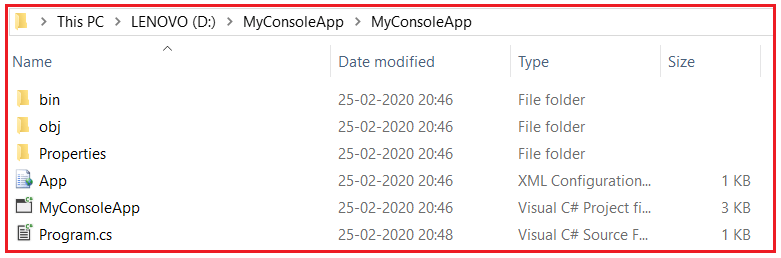 This PC > LENOVO (D:) > MyConsoleApp > MyConsoleApp
Name Date modified Type Size
bin 25-02-2020 20:46 File folder
obj 25-02-2020 20:46 File folder
Properties 25-02-2020 20:46 File folder
App 25-02-2020 20:46 XML Configuration... 1 KB
MyConsoleApp 25-02-2020 20:46 Visual C# Project fi... 3 KB
Program.cs 25-02-2020 20:48 Visual C# Source F... 1 KB